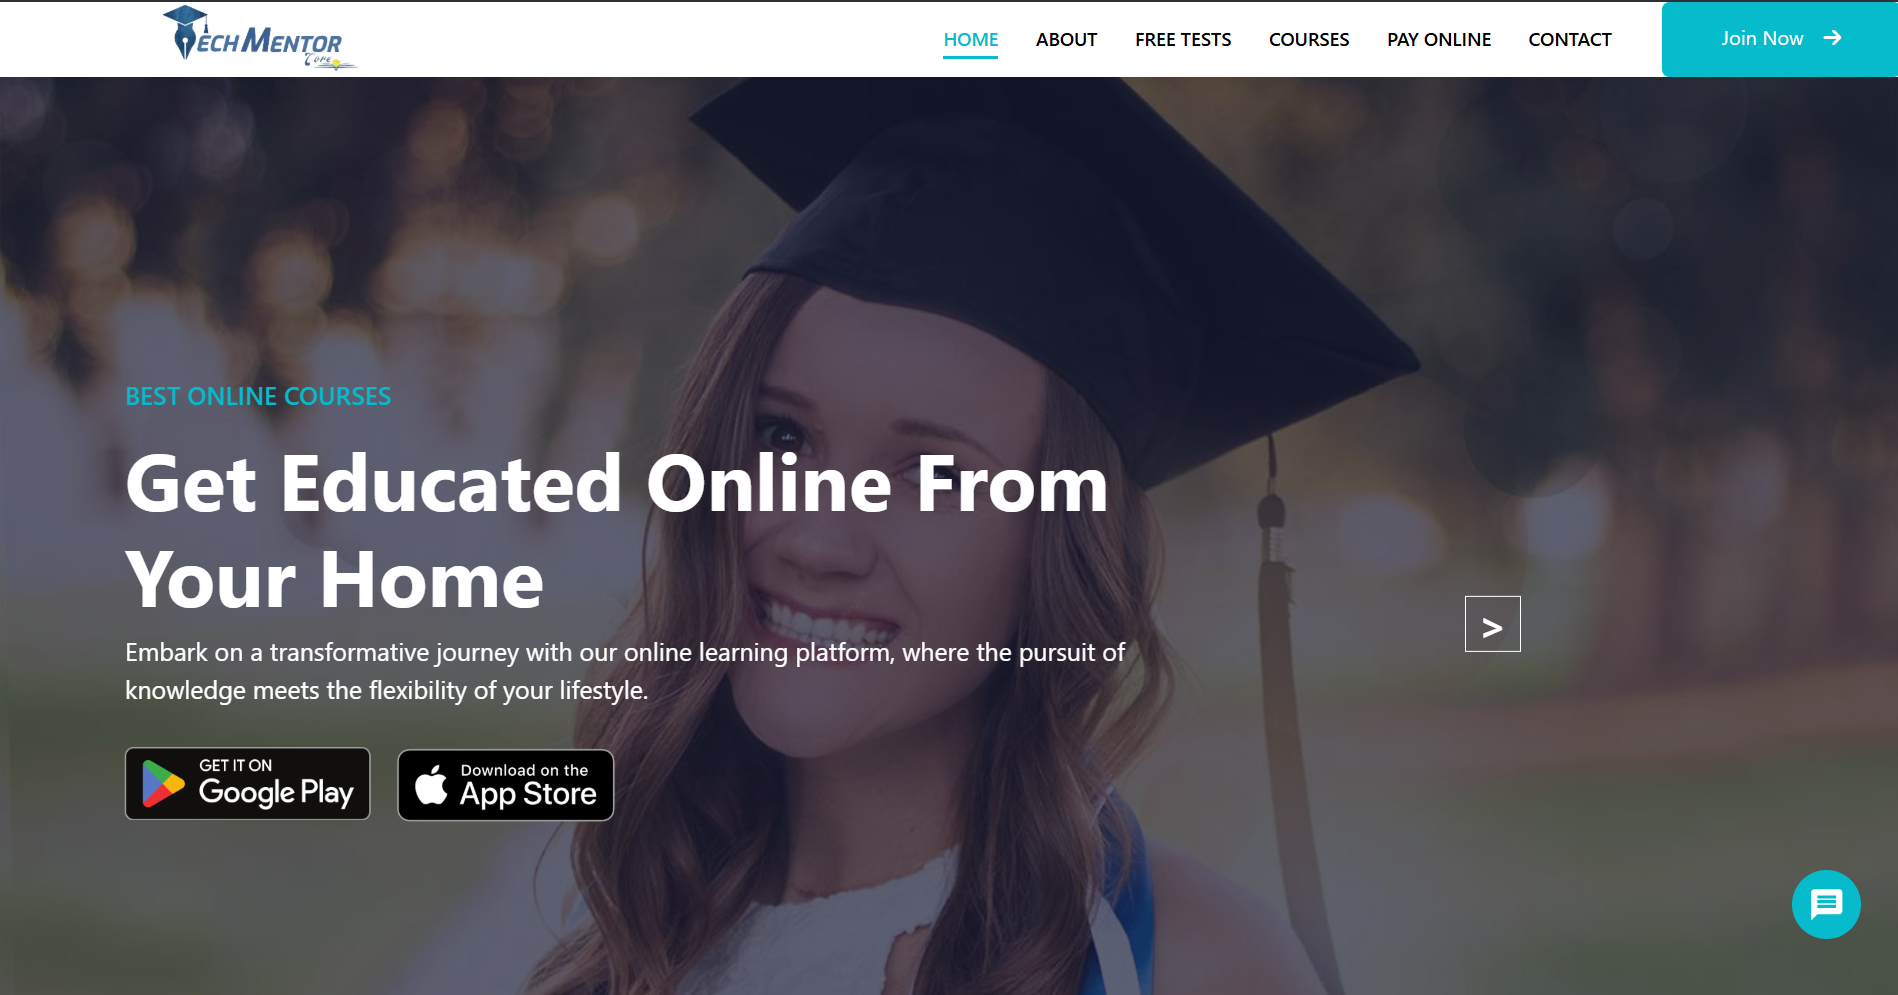 TECH MENTOR
Tore
HOME ABOUT FREE TESTS COURSES PAY ONLINE CONTACT Join Now →
BEST ONLINE COURSES
Get Educated Online From
Your Home
>
Embark on a transformative journey with our online learning platform, where the pursuit of
knowledge meets the flexibility of your lifestyle.
GET IT ON
Google Play
Download on the
App Store